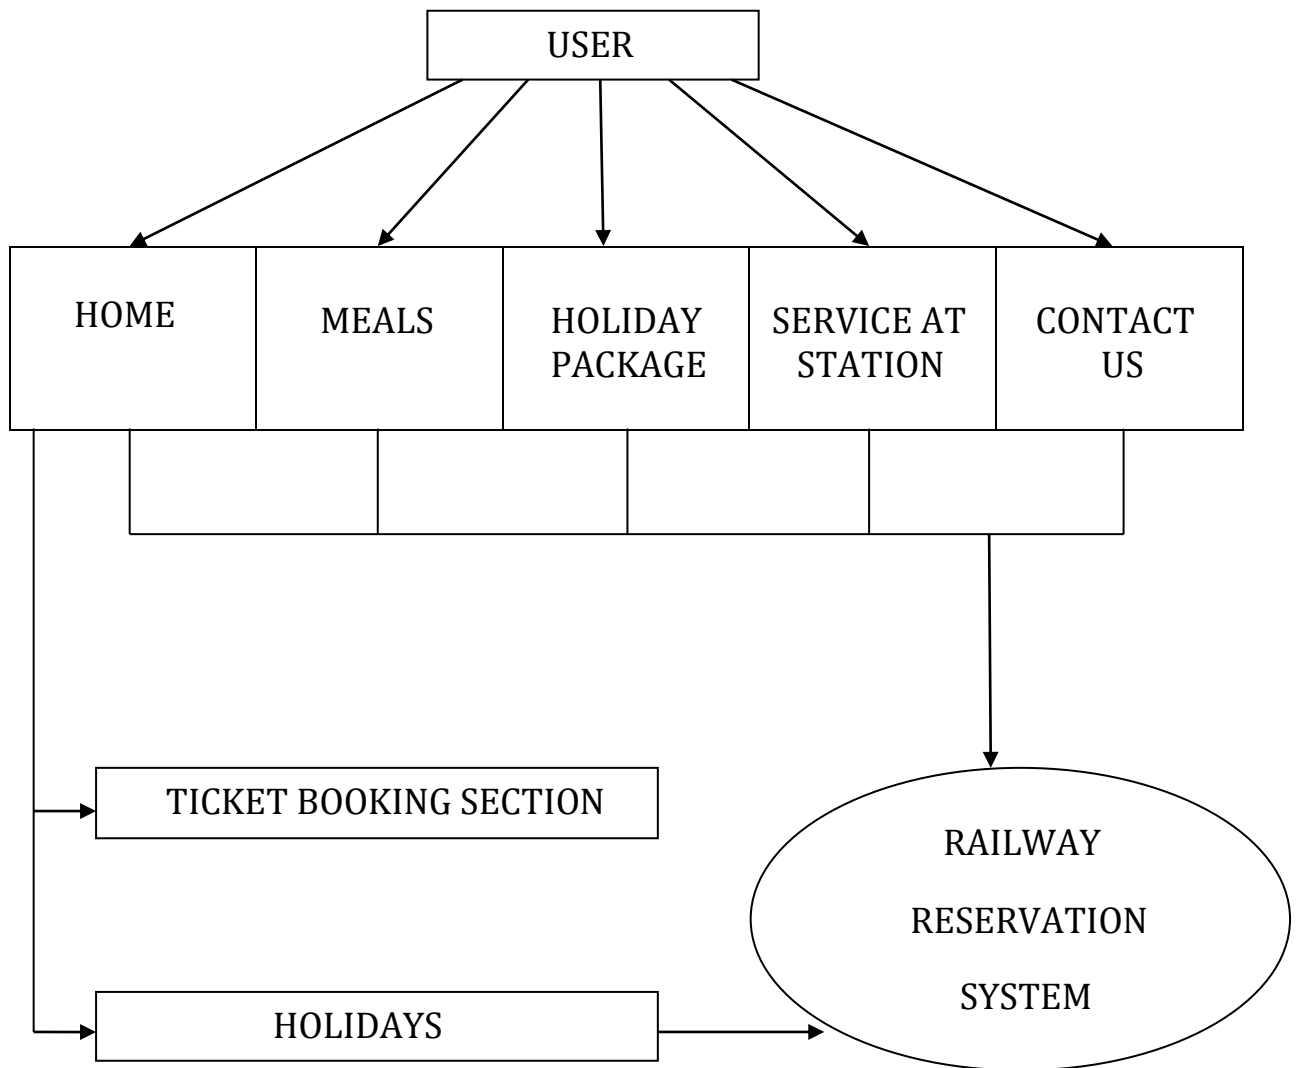 USER
HOME
MEALS
HOLIDAY
PACKAGE
SERVICE AT
STATION
CONTACT
US
TICKET BOOKING SECTION
HOLIDAYS
RAILWAY
RESERVATION
SYSTEM